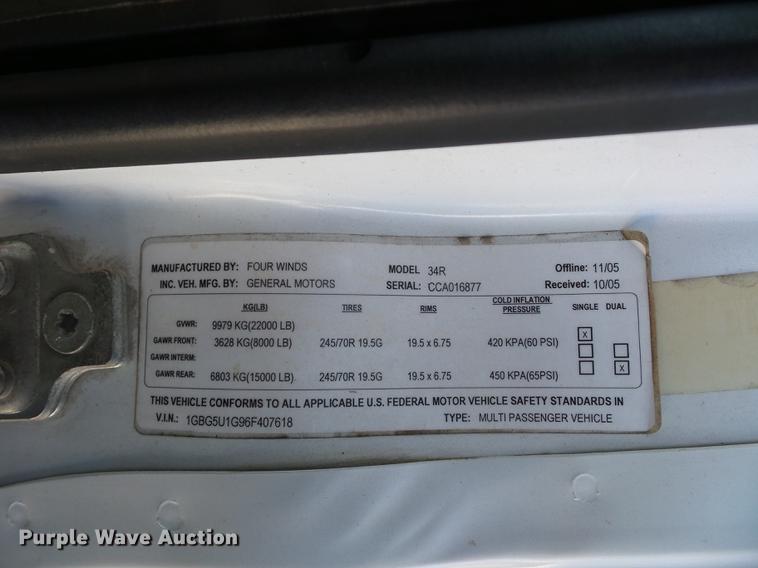 MANUFACTURED BY: FOUR WINDS MODEL 34R Offline: 11/05
INC. VEH. MFG. BY: GENERAL MOTORS SERIAL: CCA016877 Received: 10/05
KG(LB) TIRES RIMS COLD INFLATION PRESSURE SINGLE DUAL
GVWR: 9979 KG(22000 LB) X
GAWR FRONT: 3628 KG(8000 LB) 245/70R 19.5G 19.5 x 6.75 420 KPA(60 PSI)
GAWR INTERM:
GAWR REAR: 6803 KG(15000 LB) 245/70R 19.5G 19.5 x 6.75 450 KPA(65PSI) X
THIS VEHICLE CONFORMS TO ALL APPLICABLE U.S. FEDERAL MOTOR VEHICLE SAFETY STANDARDS IN
V.I.N.: 1GBG5U1G96F407618 TYPE: MULTI PASSENGER VEHICLE
Purple Wave Auction